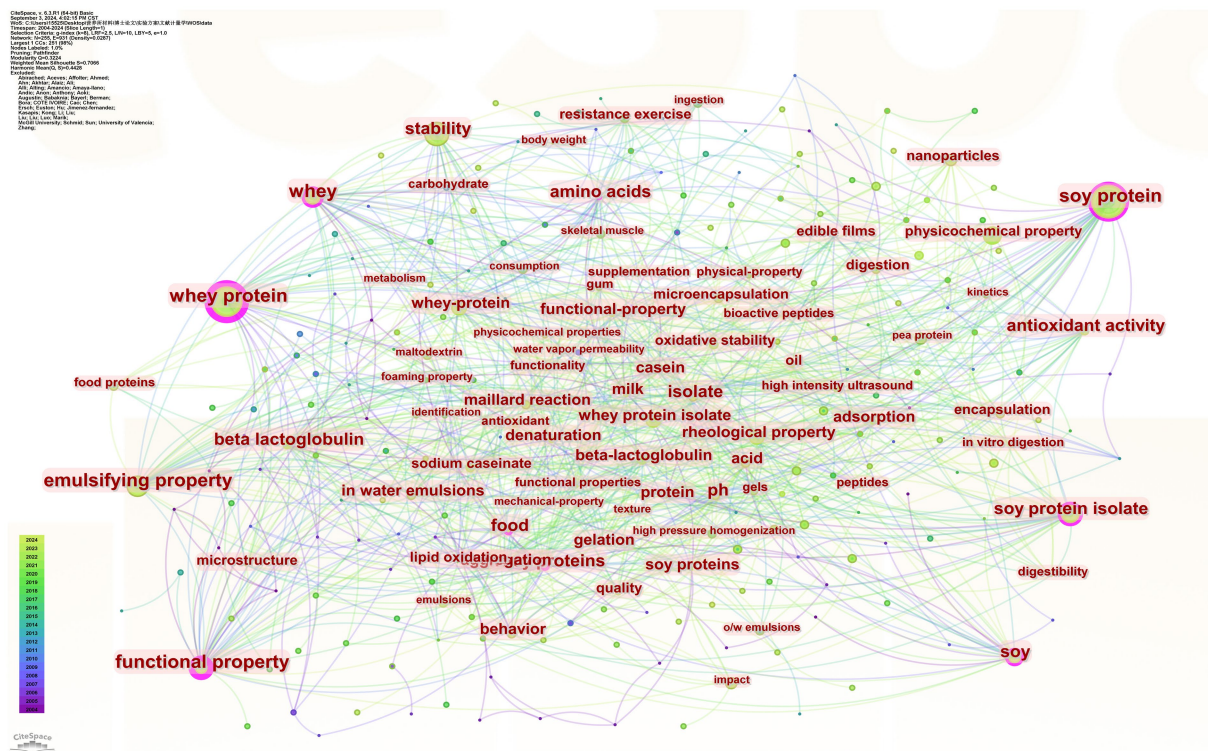 CiteSpace, v. 6.3.R1 (64-bit) Basic
September 3, 2024, 4:02:15 PM CST
Timespan: 2004-2024 (Slice Length=1)
Selection Criteria: g-index (k=8), LRF=2.5, L/N=10, LBY=5, e=1.0
Network: N=255, E=931 (Density=0.0287)
Largest 1 CCs: 251 (98%)
Nodes Labeled: 1.0%
Pruning: Pathfinder
Modularity Q=0.3224
Weighted Mean Silhouette S=0.7066
Harmonic Mean(Q, S)=0.4428
Excluded:
McGill University; Schmid; Sun; University of Valencia;
Zhang;
ingestion
resistance exercise
stability
body weight
nanoparticles
carbohydrate
whey
amino acids
soy protein
skeletal muscle
edible films
physicochemical property
consumption
digestion
metabolism
supplementation
physical-property
gum
whey protein
whey-protein
functional-property
microencapsulation
kinetics
bioactive peptides
antioxidant activity
physicochemical properties
oxidative stability
pea protein
maltodextrin
water vapor permeability
functionality
casein
oil
food proteins
foaming property
milk
isolate
high intensity ultrasound
maillard reaction
identification
antioxidant
whey protein isolate
adsorption
encapsulation
beta lactoglobulin
denaturation
rheological property
in vitro digestion
sodium caseinate
beta-lactoglobulin
acid
emulsifying property
in water emulsions
functional properties
protein
ph
gels
peptides
mechanical-property
texture
soy protein isolate
food
high pressure homogenization
gelation
microstructure
lipid oxidation
proteins
soy proteins
digestibility
quality
emulsions
behavior
o/w emulsions
functional property
soy
impact
2024
2023
2022
2021
2020
2019
2018
2017
2016
2015
2014
2013
2012
2011
2010
2009
2008
2007
2006
2005
2004
CiteSpace